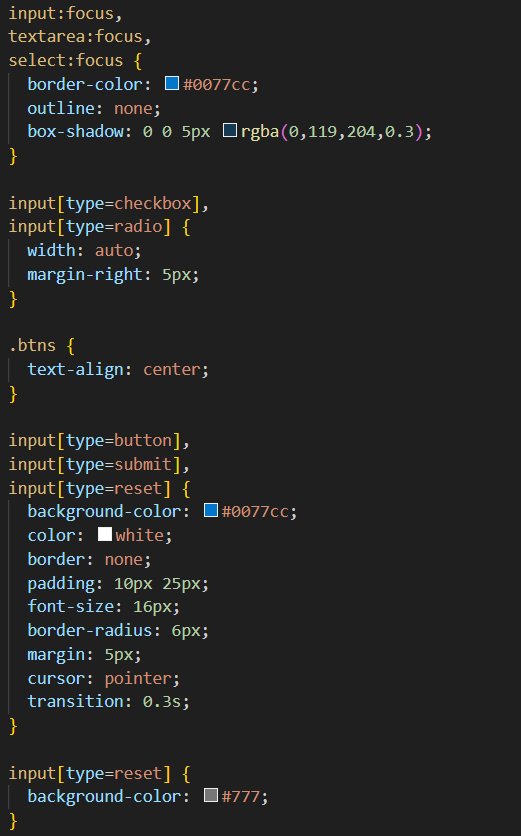 input:focus,
textarea:focus,
select:focus {
  border-color: #0077cc;
  outline: none;
  box-shadow: 0 0 5px rgba(0,119,204,0.3);
}

input[type=checkbox],
input[type=radio] {
  width: auto;
  margin-right: 5px;
}

.btns {
  text-align: center;
}

input[type=button],
input[type=submit],
input[type=reset] {
  background-color: #0077cc;
  color: white;
  border: none;
  padding: 10px 25px;
  font-size: 16px;
  border-radius: 6px;
  margin: 5px;
  cursor: pointer;
  transition: 0.3s;
}

input[type=reset] {
  background-color: #777;
}